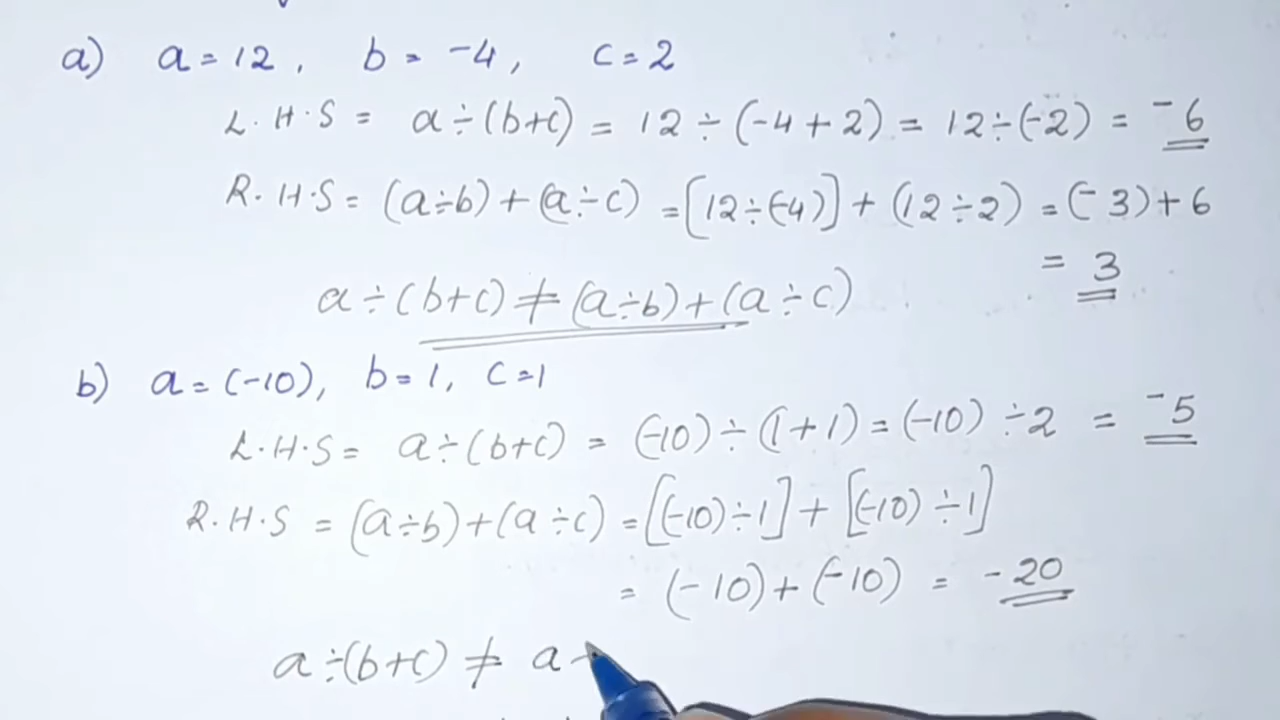 a) a = 12, b = -4, c = 2
L.H.S = a ÷ (b+c) = 12 ÷ (-4 + 2) = 12 ÷ (-2) = -6
R.H.S = (a÷b) + (a÷c) = [12÷(-4)] + (12÷2) = (-3) + 6
= 3
a ÷ (b+c) ≠ (a÷b) + (a÷c)
b) a = (-10), b = 1, c = 1
L.H.S = a ÷ (b+c) = (-10) ÷ (1+1) = (-10) ÷ 2 = -5
R.H.S = (a÷b) + (a÷c) = [(-10) ÷ 1] + [(-10) ÷ 1]
= (-10) + (-10) = -20
a ÷ (b+c) ≠ a